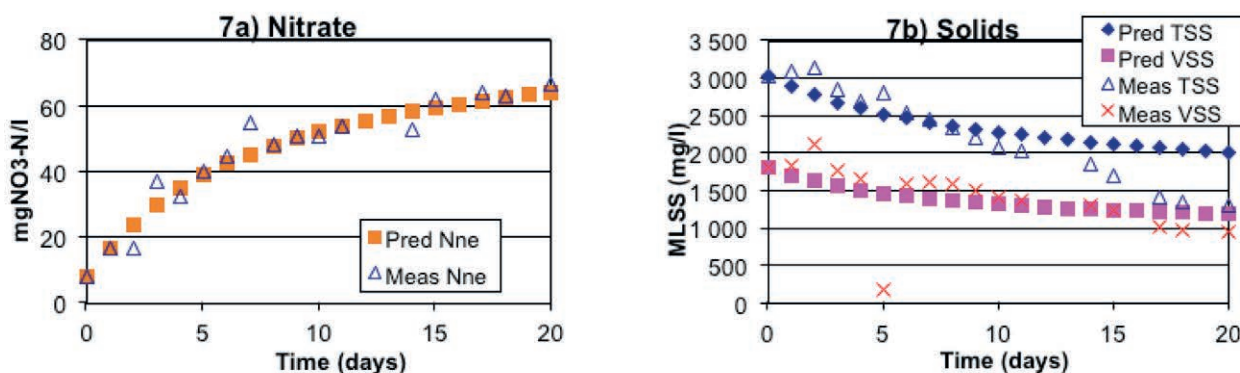 7a) Nitrate
80
60
40
20
0
mgNO3-N/l
Pred Nne
Meas Nne
0 5 10 15 20
Time (days)
7b) Solids
3 500
3 000
2 500
2 000
1 500
1 000
500
0
MLSS (mg/l)
Pred TSS
Pred VSS
Meas TSS
Meas VSS
0 5 10 15 20
Time (days)